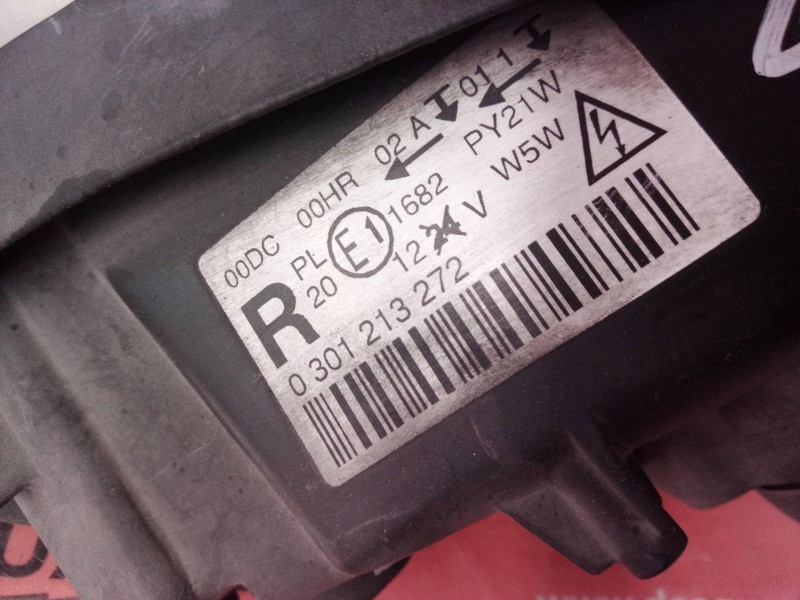 00DC 00HR 02 A 01 1
PL E1 1682 PY21W
20 12 24 V W5W
R
0 301 213 272